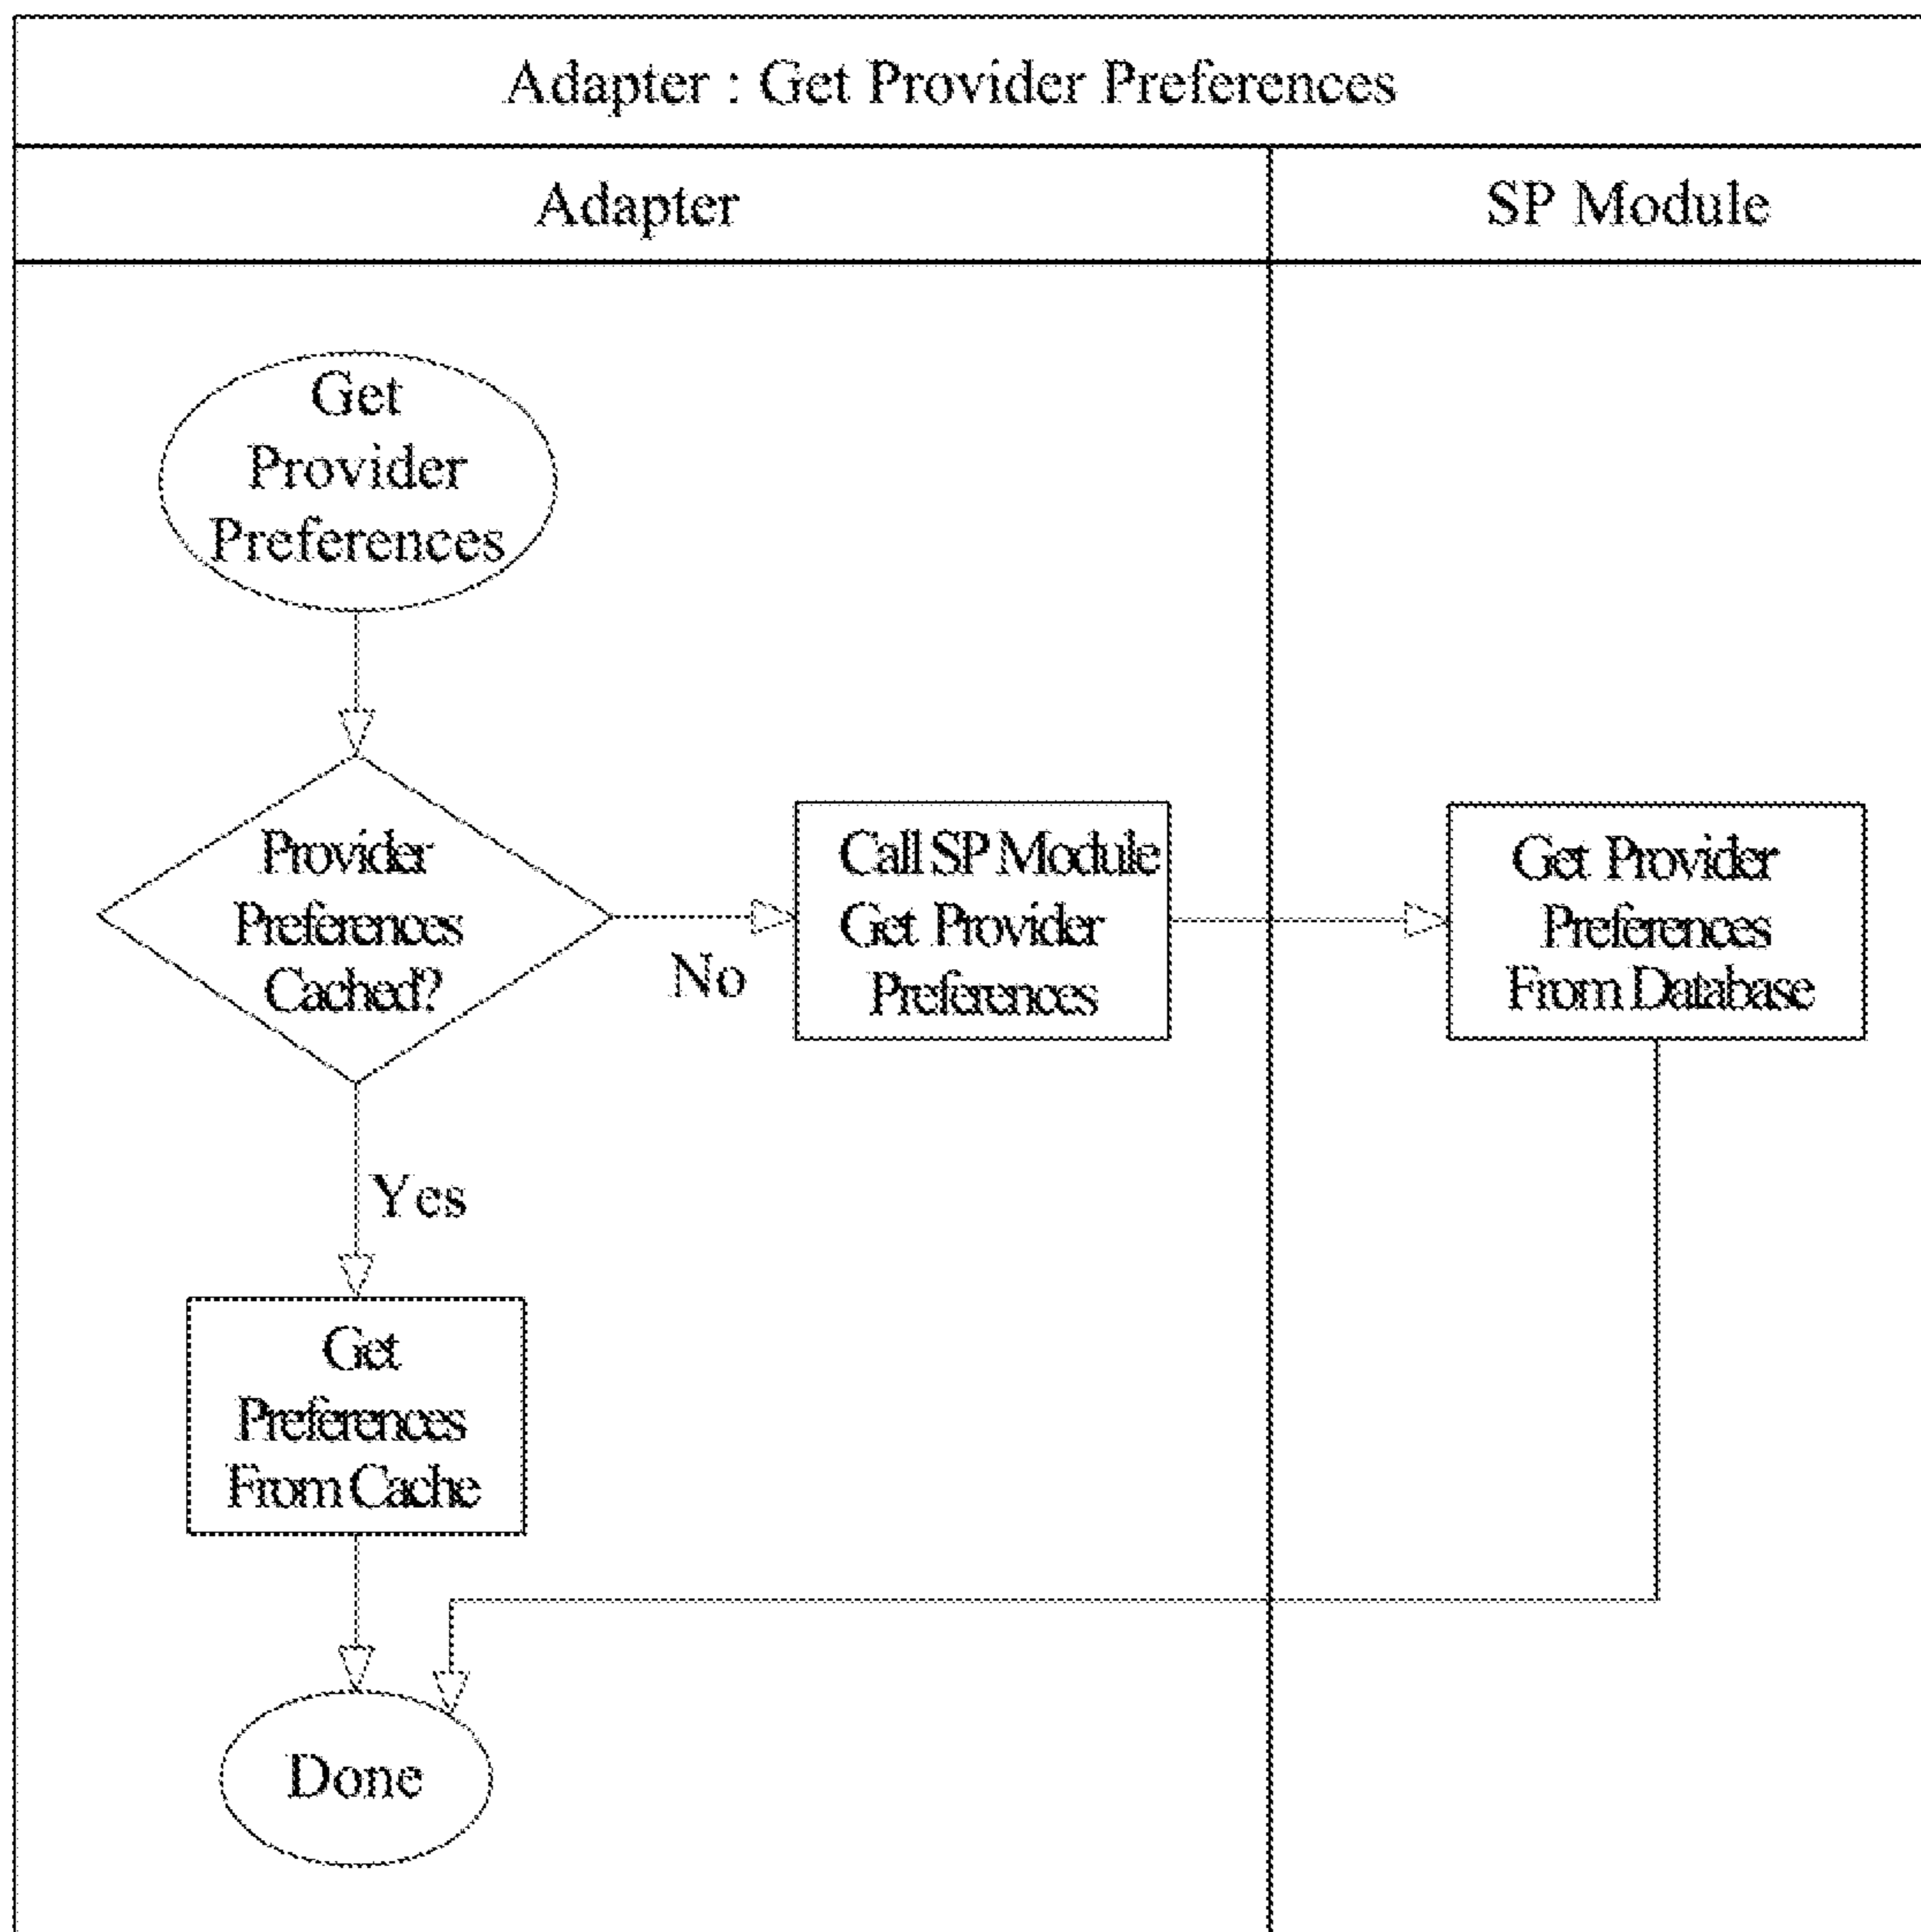 Adapter : Get Provider Preferences
Adapter
SP Module
Get
Provider
Preferences
Provider
Preferences
Cached?
No
Call SP Module
Get Provider
Preferences
Get Provider
Preferences
From Database
Yes
Get
Preferences
From Cache
Done